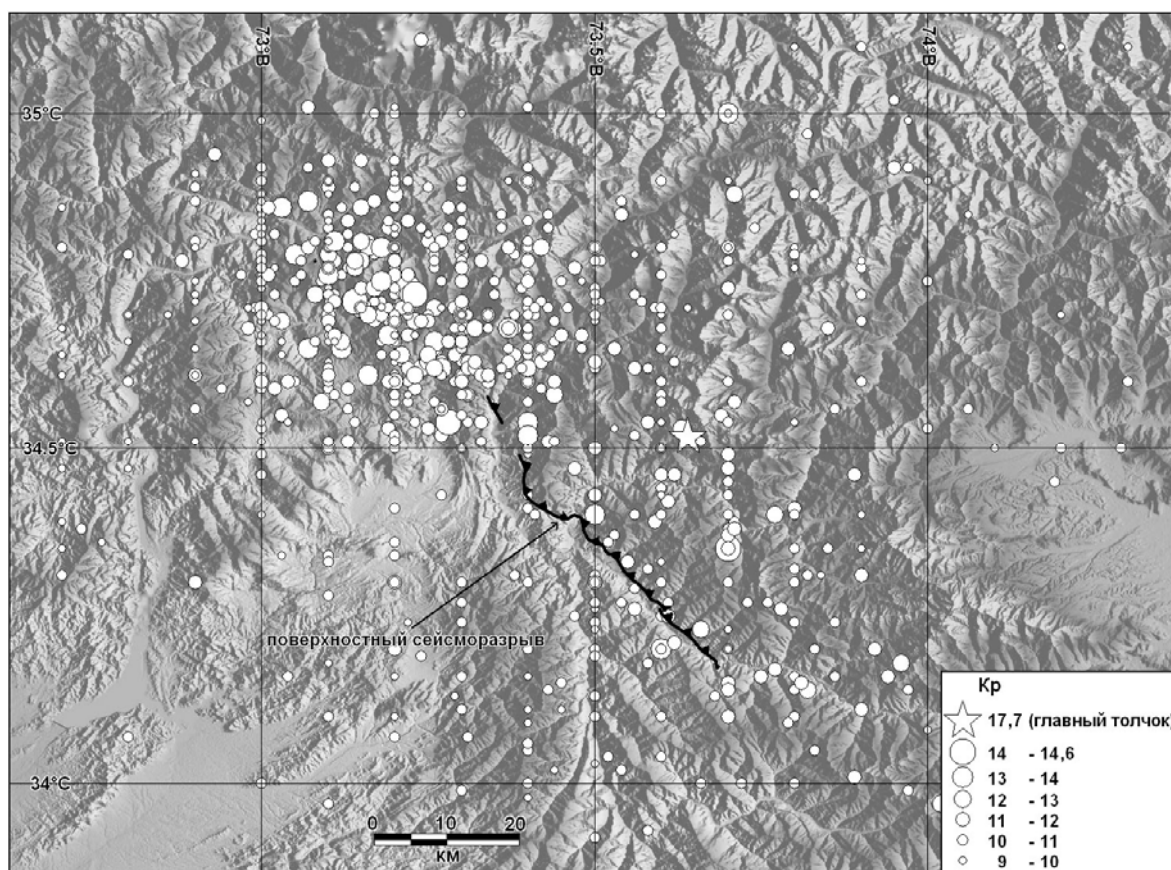 73°В
73.5°В
74°В
35°С
34.5°С
34°С
поверхностный сейсморазрыв
0 10 20
км
Кр
17,7 (главный толчок)
14 - 14,6
13 - 14
12 - 13
11 - 12
10 - 11
9 - 10